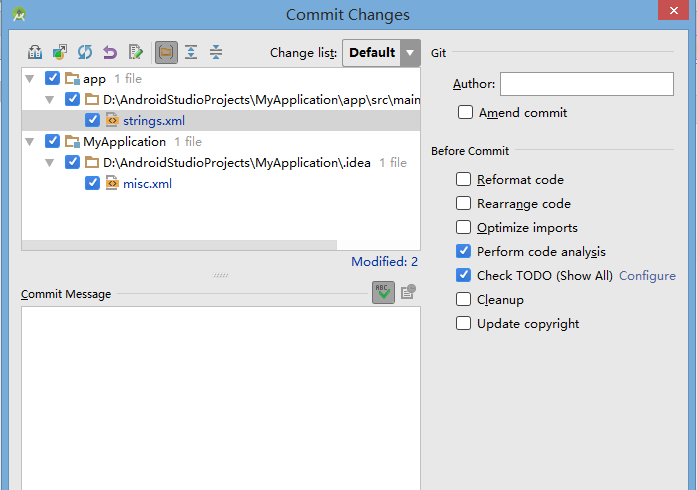 Commit Changes
Change list: Default
app 1 file
D:\AndroidStudioProjects\MyApplication\app\src\main
strings.xml
MyApplication 1 file
D:\AndroidStudioProjects\MyApplication\.idea 1 file
misc.xml
Modified: 2
Commit Message
ABC
Git
Author:
Amend commit
Before Commit
Reformat code
Rearrange code
Optimize imports
Perform code analysis
Check TODO (Show All) Configure
Cleanup
Update copyright